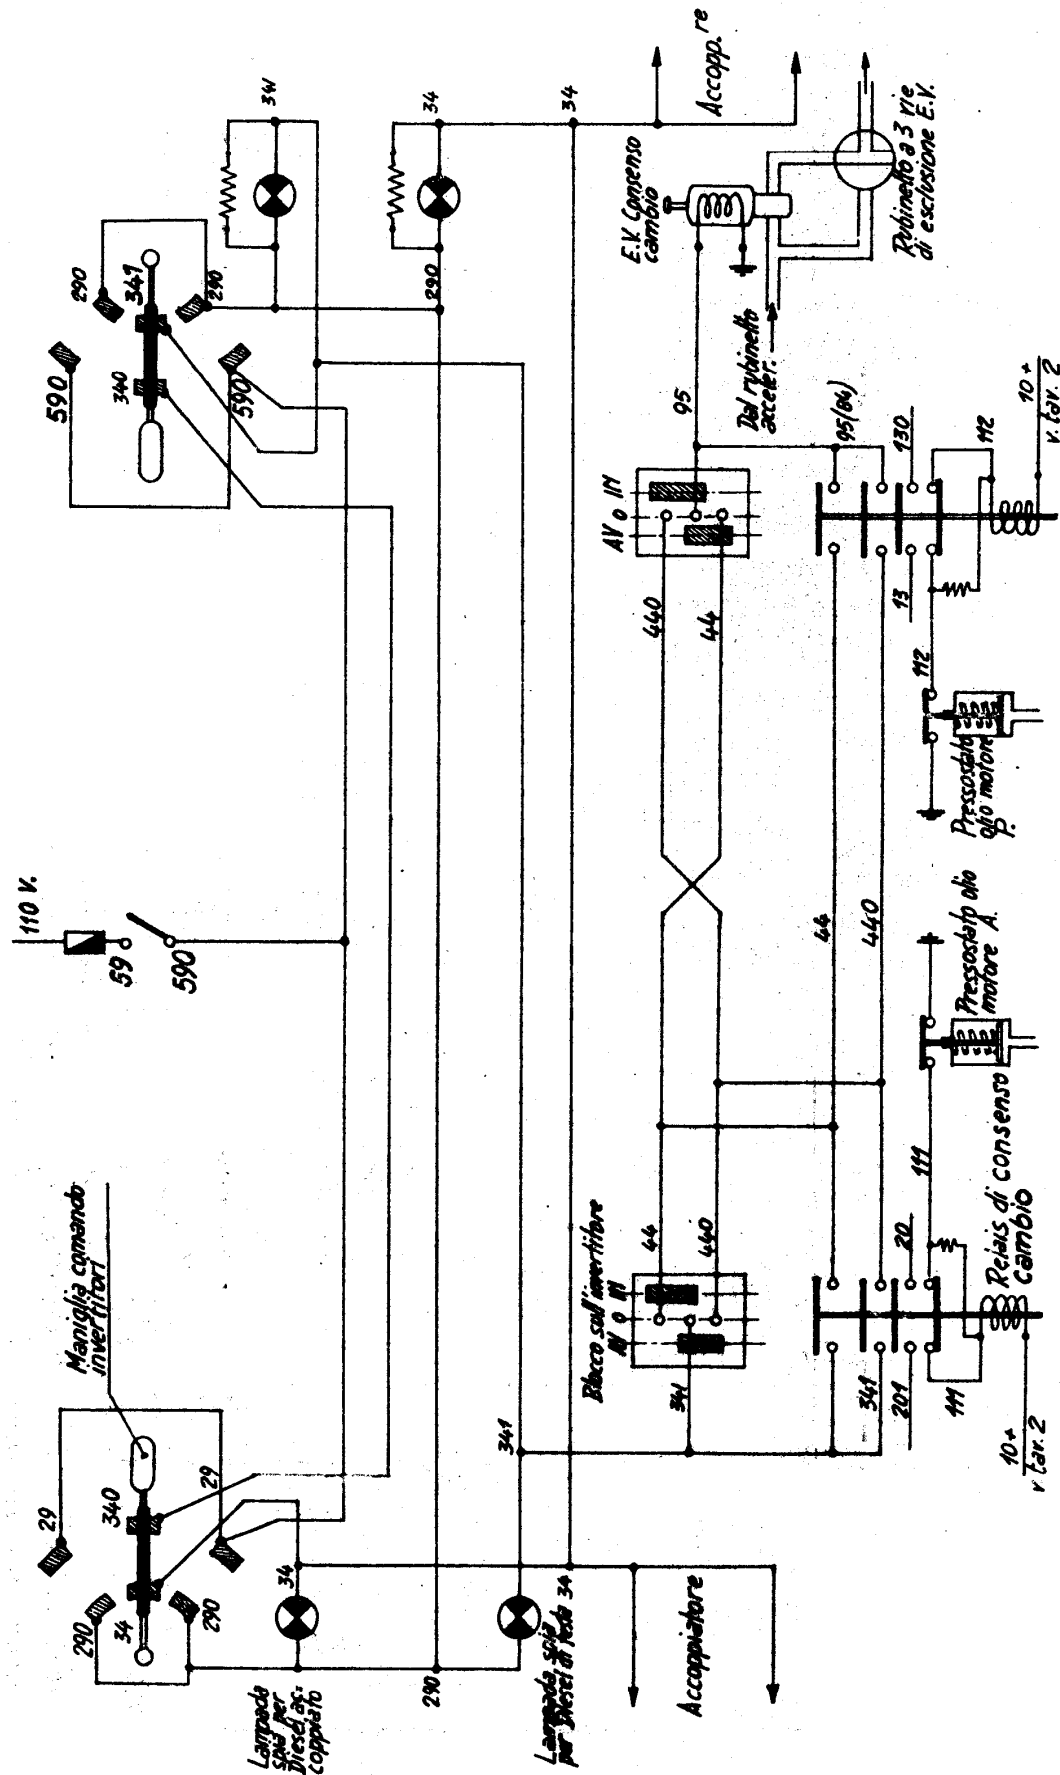 110 V.
59
590
Maniglia comando
invertitori
29
340
29
290
34
290
34
Lampada
spia per
Diesel ac=
coppiato
290
341
Lampada spia
per Diesel di testa
34
Accoppiatore
590
340
590
290
341
290
34
290
34
34
Accopp.re
E.V. Consenso
cambio
Rubinetto a 3 vie
di esclusione E.V.
Dal rubinetto
acceler.
95
95(84)
AV O IM
440
44
Blocco sull'invertitore
AV O IM
44
440
341
44
440
341
201
20
111
111
Relais di consenso
cambio
10+
v tav. 2
Pressostato olio
motore A.
Pressostato
olio motore
P.
112
13
130
112
10+
v. tav. 2